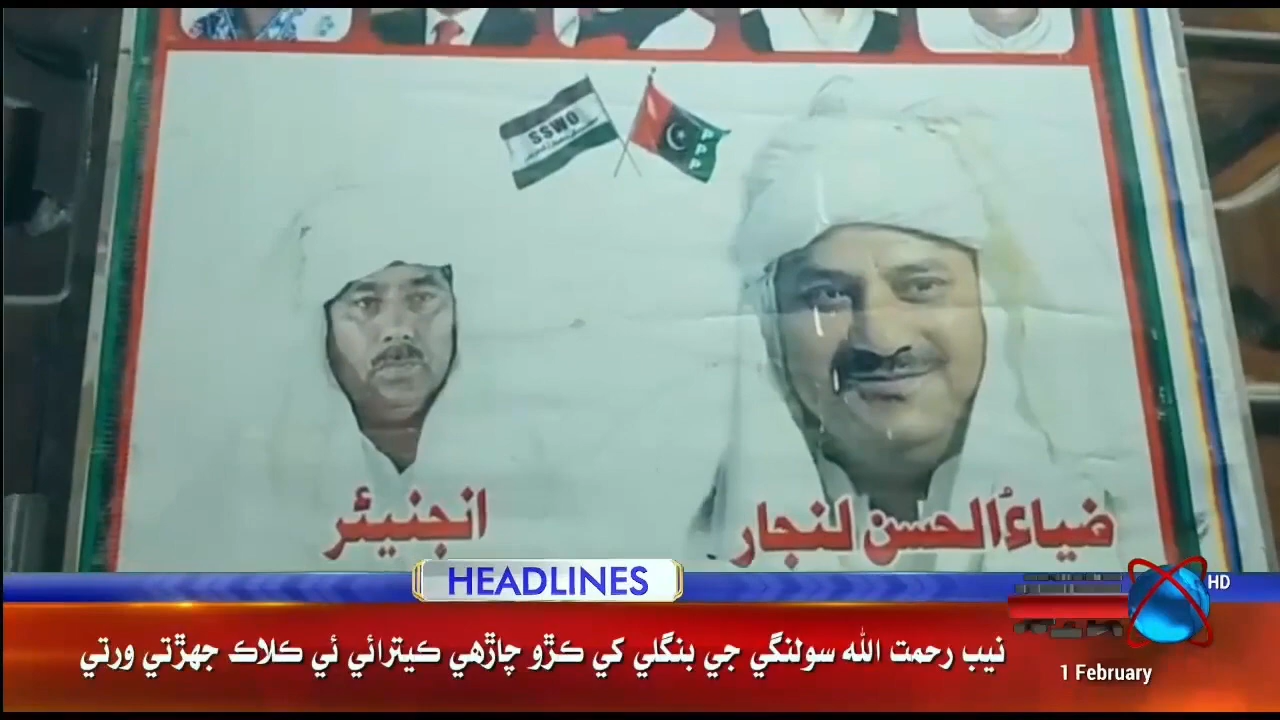 SSWO
PPP
انجنيئر
ضياءُ الحسن لنجار
HEADLINES
HD
نيب رحمت الله سولنگي جي بنگلي کي ڪڙو چاڙهي ڪيترائي ئي ڪلاڪ جهڙتي ورتي
1 February